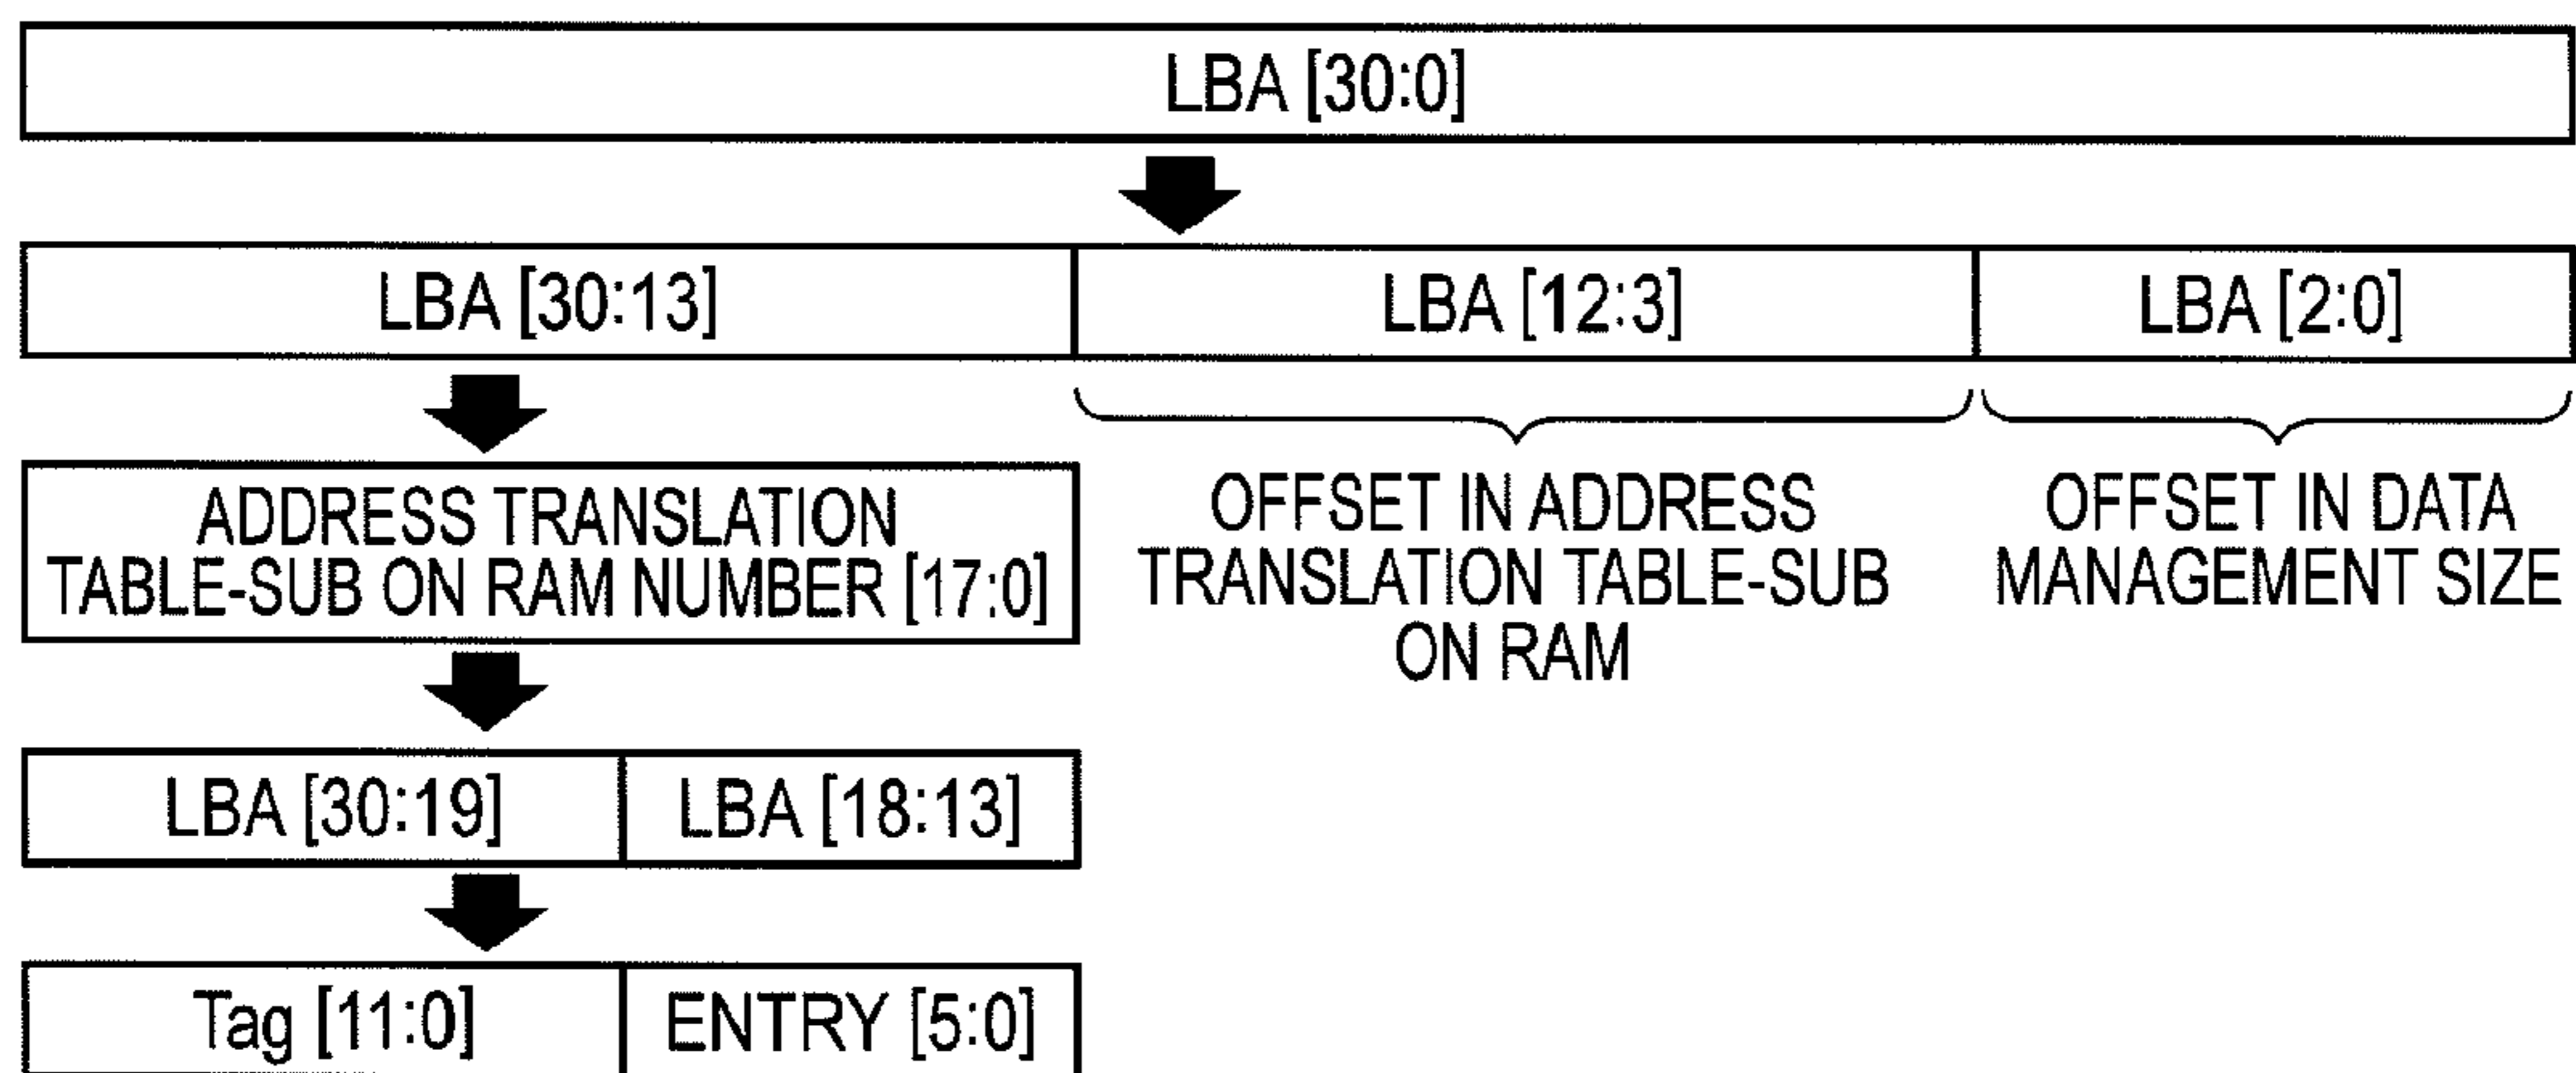 LBA [30:0]
LBA [30:13]
LBA [12:3]
LBA [2:0]
ADDRESS TRANSLATION
TABLE-SUB ON RAM NUMBER [17:0]
OFFSET IN ADDRESS
TRANSLATION TABLE-SUB
ON RAM
OFFSET IN DATA
MANAGEMENT SIZE
LBA [30:19]
LBA [18:13]
Tag [11:0]
ENTRY [5:0]